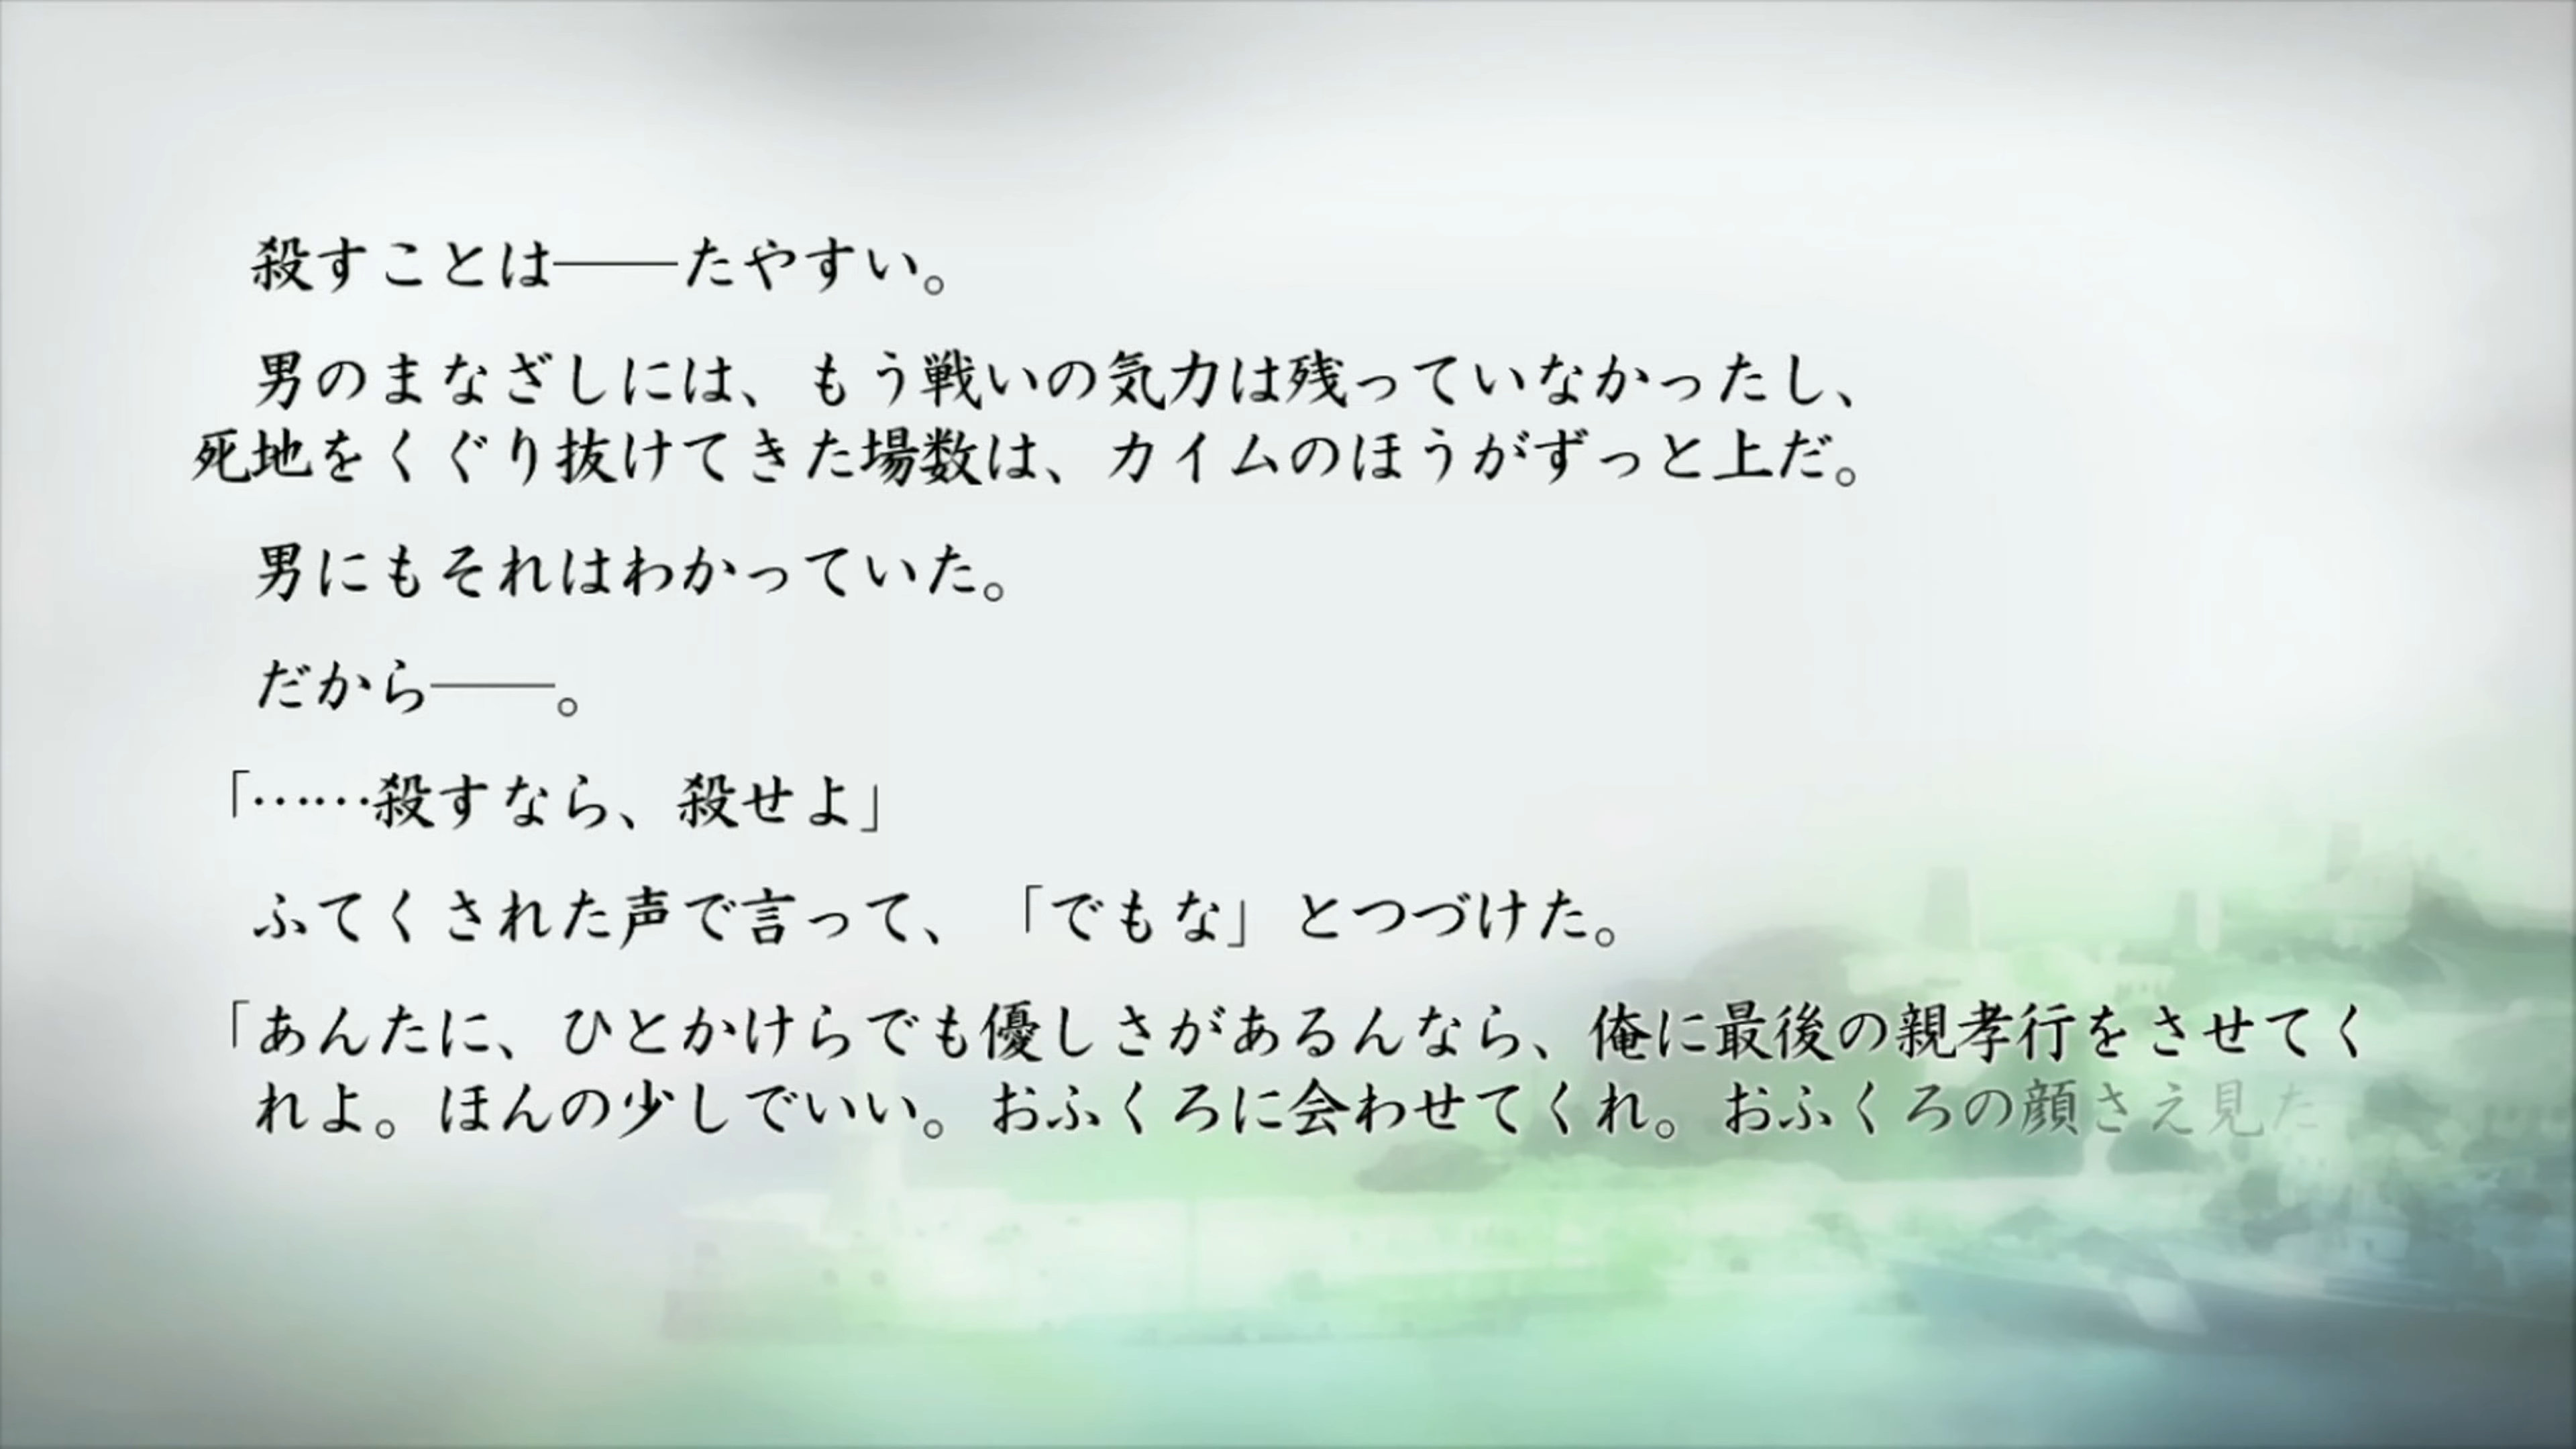 殺すことは――たやすい。
男のまなざしには、もう戦いの気力は残っていなかったし、
死地をくぐり抜けてきた場数は、カイムのほうがずっと上だ。
男にもそれはわかっていた。
だから――。
「……殺すなら、殺せよ」
ふてくされた声で言って、「でもな」とつづけた。
「あんたに、ひとかけらでも優しさがあるんなら、俺に最後の親孝行をさせてく
れよ。ほんの少しでいい。おふくろに会わせてくれ。おふくろの顔さえ見た